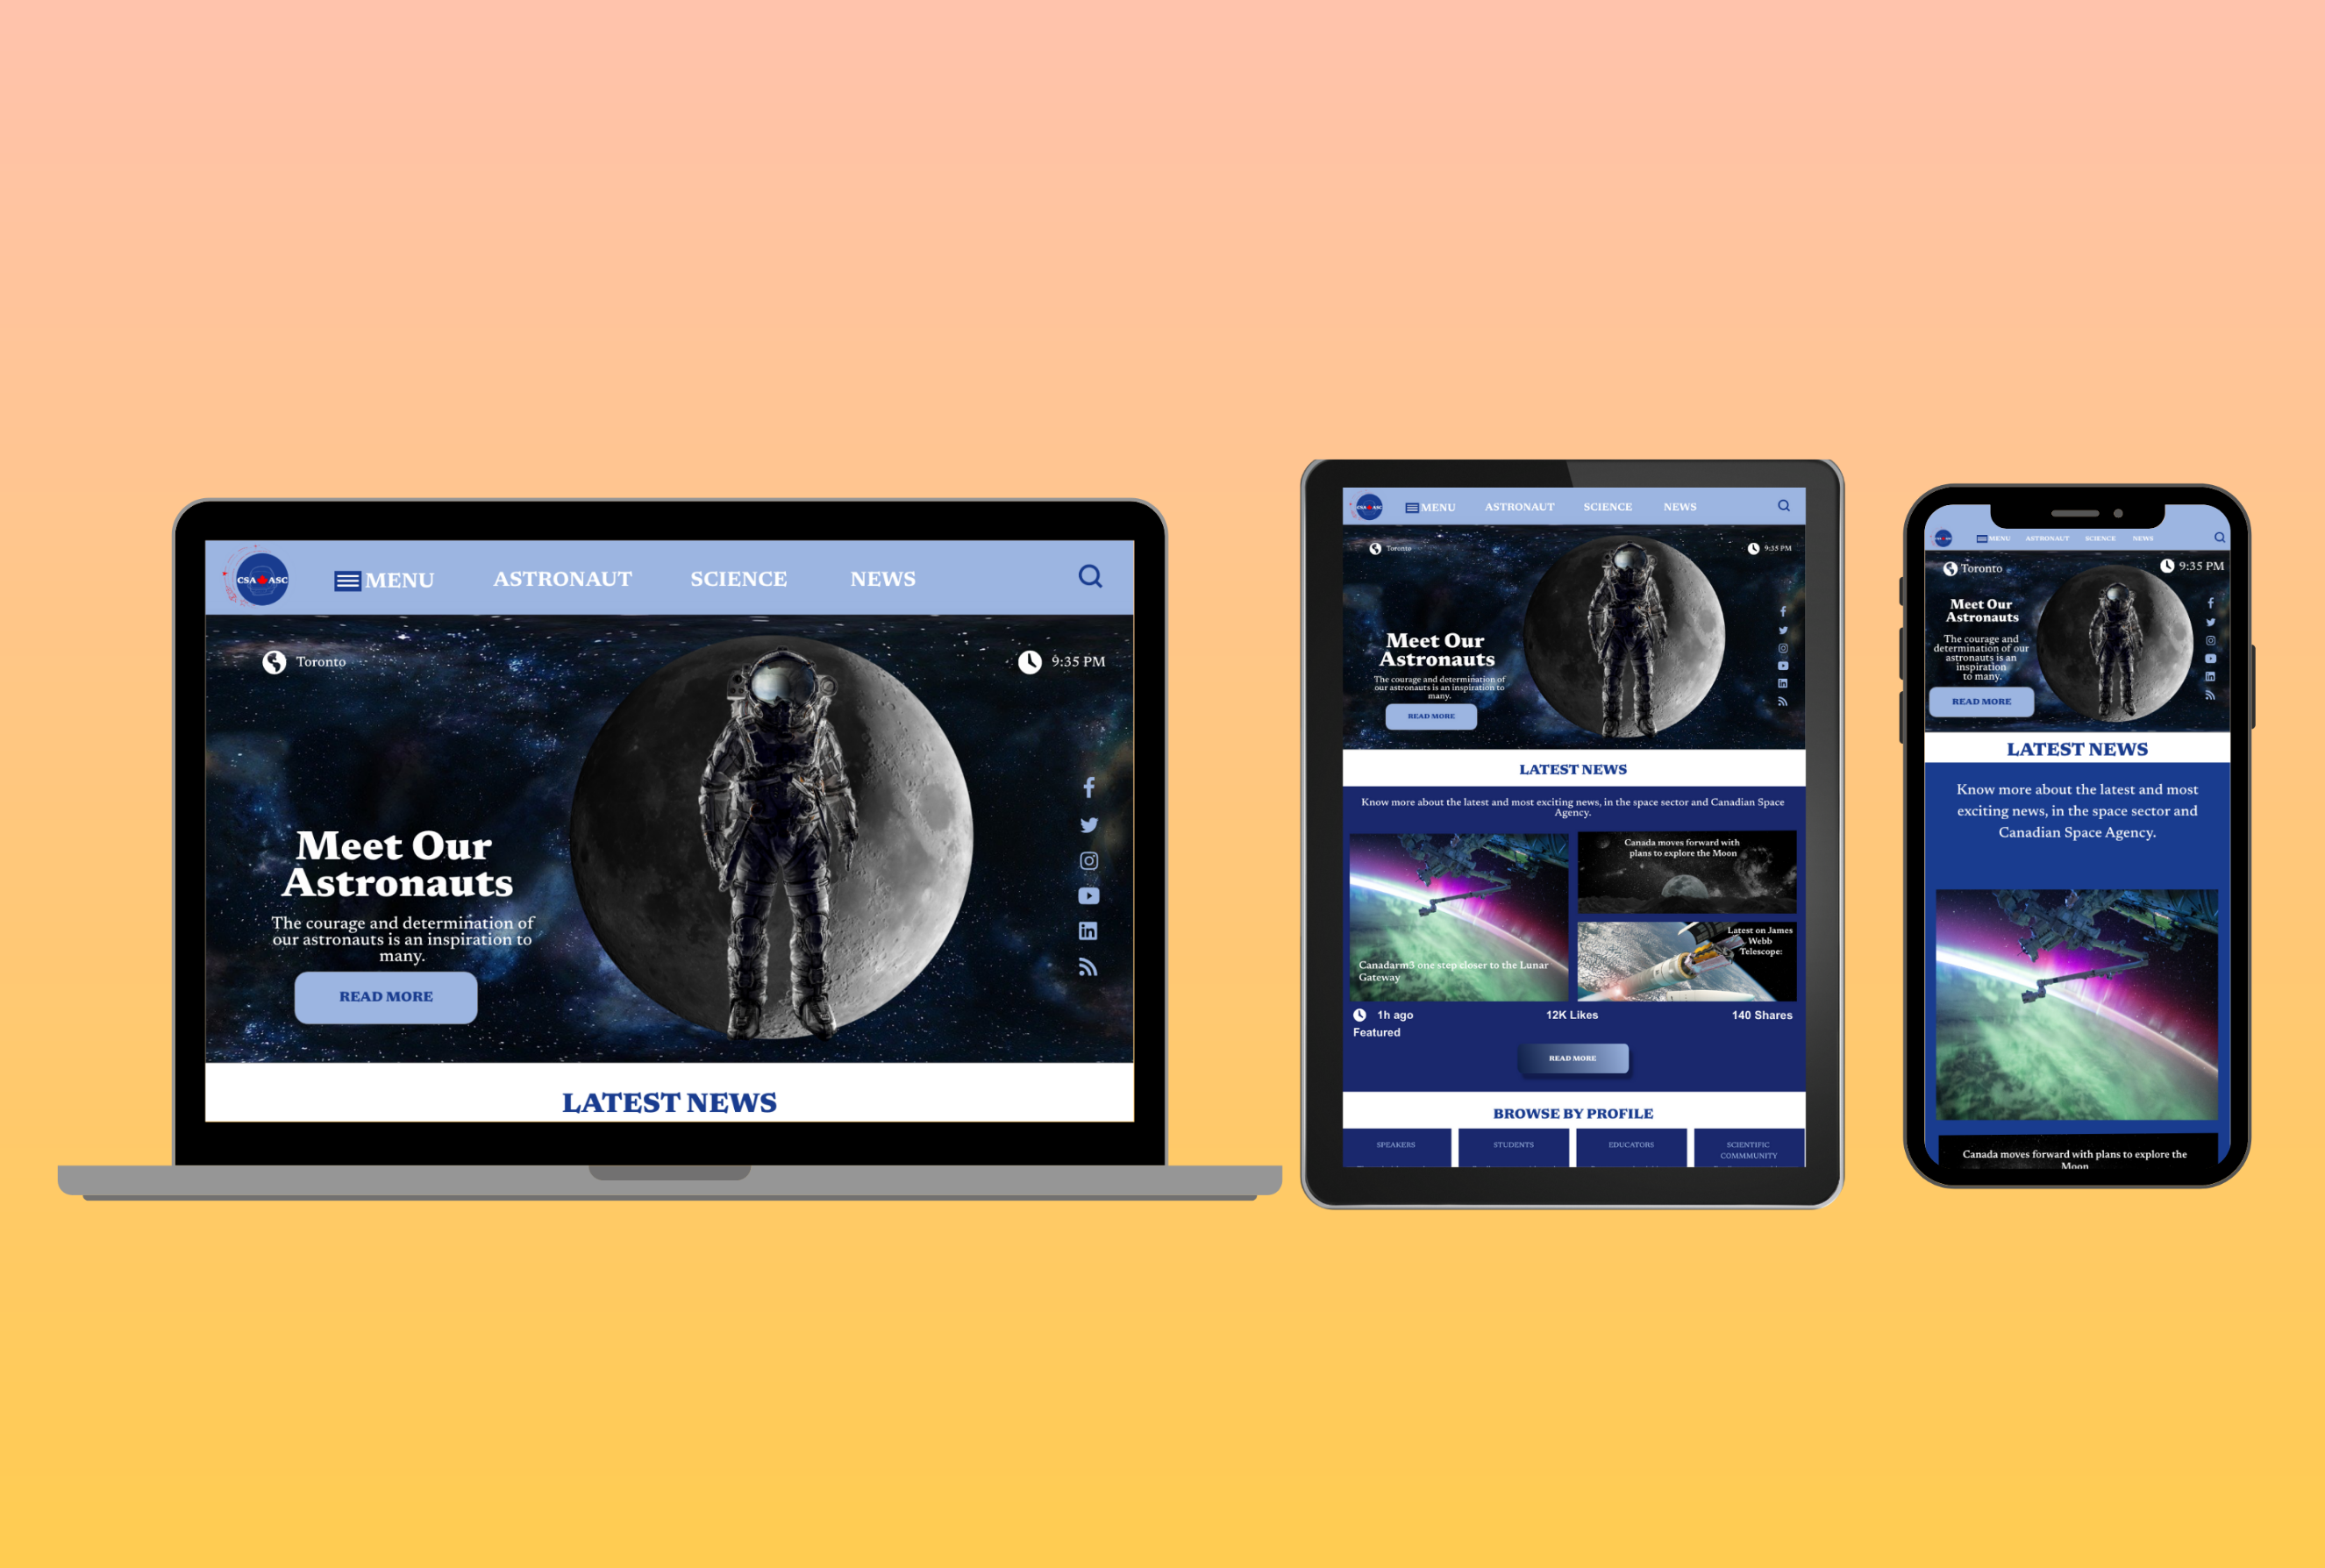 CSA ASC
MENU
ASTRONAUT
SCIENCE
NEWS
Toronto
9:35 PM
Meet Our
Astronauts
The courage and determination of
our astronauts is an inspiration to
many.
READ MORE
LATEST NEWS
CSA ASC
MENU
ASTRONAUT
SCIENCE
NEWS
Toronto
9:35 PM
Meet Our
Astronauts
The courage and determination of
our astronauts is an inspiration to
many.
READ MORE
LATEST NEWS
Know more about the latest and most exciting news, in the space sector and Canadian Space
Agency.
Canadarm3 one step closer to the Lunar
Gateway
Canada moves forward with
plans to explore the Moon
Latest on James
Webb
Telescope:
1h ago
12K Likes
140 Shares
Featured
READ MORE
BROWSE BY PROFILE
SPEAKERS
STUDENTS
EDUCATORS
SCIENTIFIC
COMMMUNITY
MENU
ASTRONAUT
SCIENCE
NEWS
Toronto
9:35 PM
Meet Our
Astronauts
The courage and
determination of our
astronauts is an
inspiration
to many.
READ MORE
LATEST NEWS
Know more about the latest and most
exciting news, in the space sector and
Canadian Space Agency.
Canada moves forward with plans to explore the
Moon